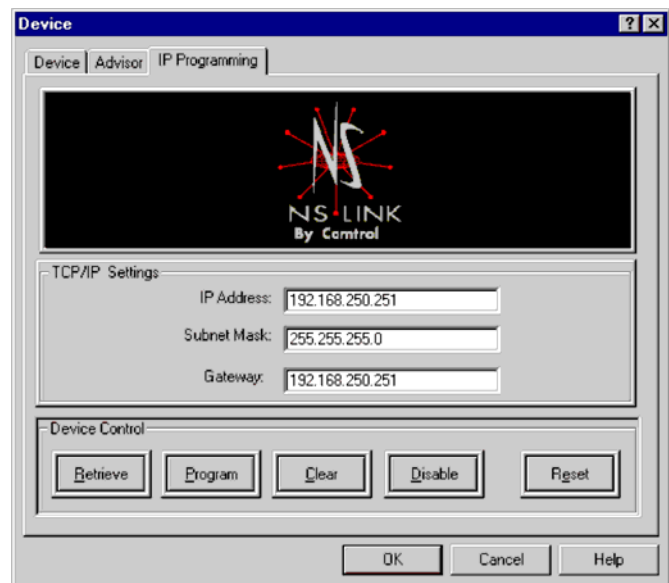 Device
Device Advisor IP Programming
NS
NS LINK
By Comtrol
TCP/IP Settings
IP Address: 192.168.250.251
Subnet Mask: 255.255.255.0
Gateway: 192.168.250.251
Device Control
Retrieve Program Clear Disable Reset
OK Cancel Help